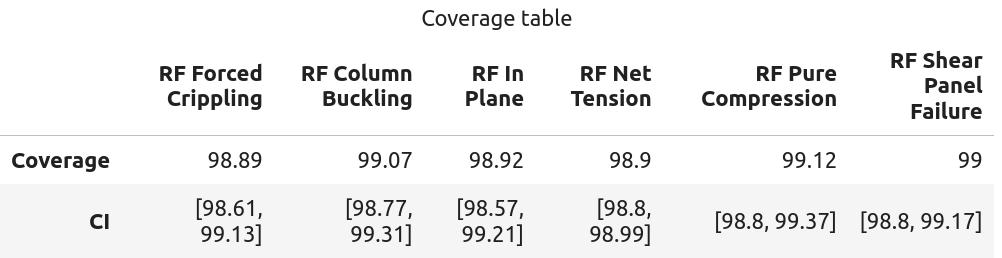 Coverage table
RF Forced Crippling RF Column Buckling RF In Plane RF Net Tension RF Pure Compression RF Shear Panel Failure
Coverage 98.89 99.07 98.92 98.9 99.12 99
CI [98.61, 99.13] [98.77, 99.31] [98.57, 99.21] [98.8, 98.99] [98.8, 99.37] [98.8, 99.17]